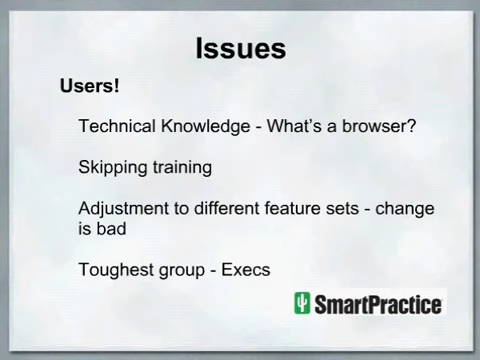 Issues
Users!
Technical Knowledge - What's a browser?
Skipping training
Adjustment to different feature sets - change
is bad
Toughest group - Execs
SmartPractice